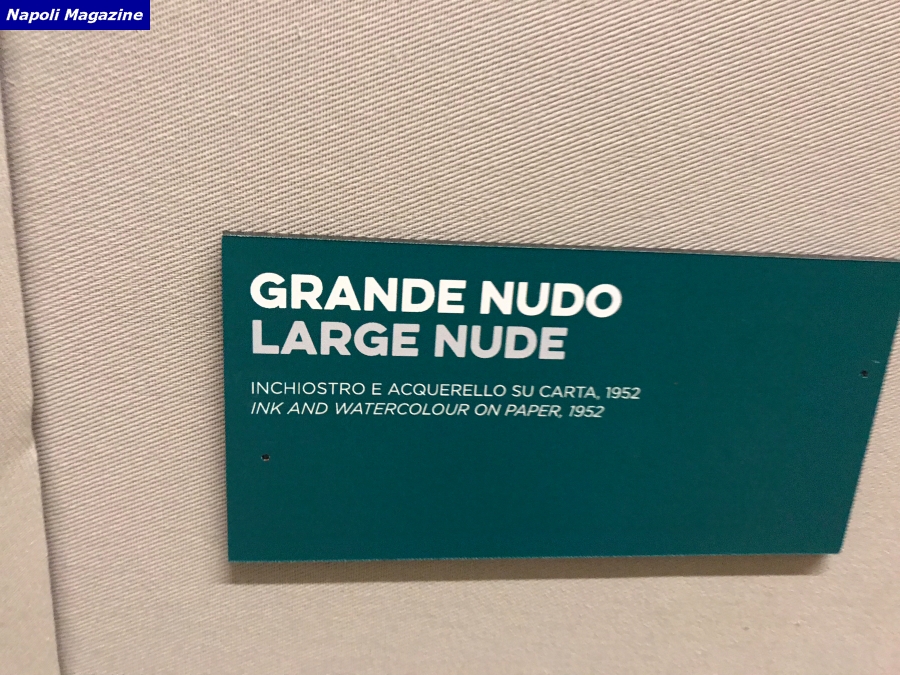 Napoli Magazine
GRANDE NUDO
LARGE NUDE
INCHIOSTRO E ACQUERELLO SU CARTA, 1952
INK AND WATERCOLOUR ON PAPER, 1952